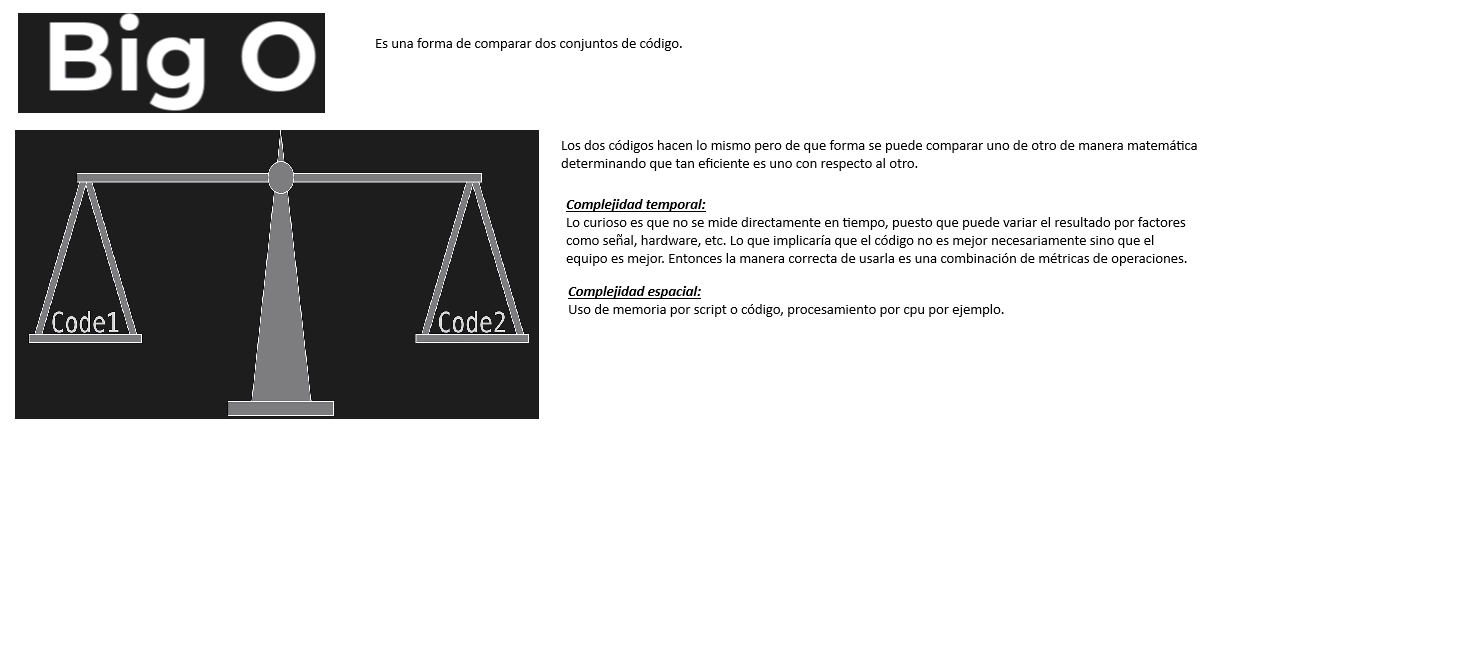 Big O
Es una forma de comparar dos conjuntos de código.
Los dos códigos hacen lo mismo pero de que forma se puede comparar uno de otro de manera matemática
determinando que tan eficiente es uno con respecto al otro.
Complejidad temporal:
Lo curioso es que no se mide directamente en tiempo, puesto que puede variar el resultado por factores
como señal, hardware, etc. Lo que implicaría que el código no es mejor necesariamente sino que el
equipo es mejor. Entonces la manera correcta de usarla es una combinación de métricas de operaciones.
Complejidad espacial:
Uso de memoria por script o código, procesamiento por cpu por ejemplo.
Code1
Code2